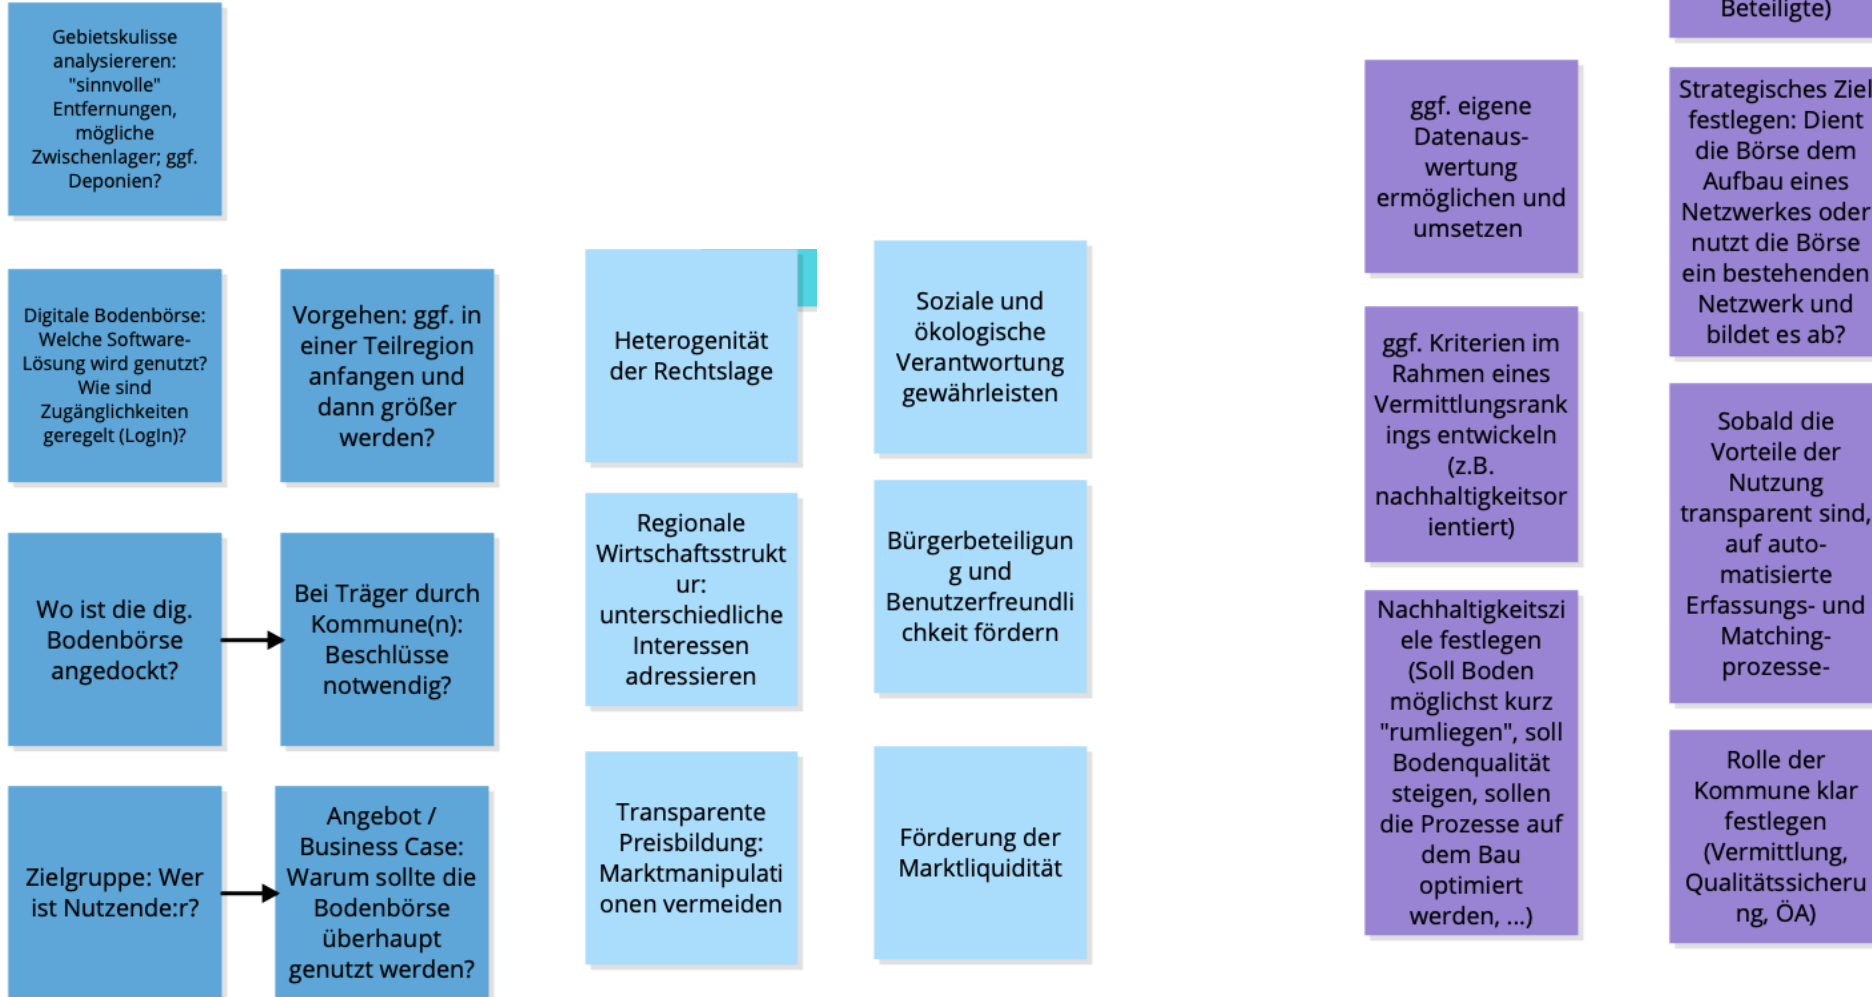 Gebietskulisse
analysiereren:
"sinnvolle"
Entfernungen,
mögliche
Zwischenlager; ggf.
Deponien?
Digitale Bodenbörse:
Welche Software-
Lösung wird genutzt?
Wie sind
Zugänglichkeiten
geregelt (LogIn)?
Vorgehen: ggf. in
einer Teilregion
anfangen und
dann größer
werden?
Wo ist die dig.
Bodenbörse
angedockt?
Bei Träger durch
Kommune(n):
Beschlüsse
notwendig?
Zielgruppe: Wer
ist Nutzende:r?
Angebot /
Business Case:
Warum sollte die
Bodenbörse
überhaupt
genutzt werden?
Heterogenität
der Rechtslage
Soziale und
ökologische
Verantwortung
gewährleisten
Regionale
Wirtschaftsstrukt
ur:
unterschiedliche
Interessen
adressieren
Bürgerbeteiligun
g und
Benutzerfreundli
chkeit fördern
Transparente
Preisbildung:
Marktmanipulati
onen vermeiden
Förderung der
Marktliquidität
ggf. eigene
Datenaus-
wertung
ermöglichen und
umsetzen
ggf. Kriterien im
Rahmen eines
Vermittlungsrank
ings entwickeln
(z.B.
nachhaltigkeitsor
ientiert)
Nachhaltigkeitszi
ele festlegen
(Soll Boden
möglichst kurz
"rumliegen", soll
Bodenqualität
steigen, sollen
die Prozesse auf
dem Bau
optimiert
werden, ...)
Beteiligte)
Strategisches Ziel
festlegen: Dient
die Börse dem
Aufbau eines
Netzwerkes oder
nutzt die Börse
ein bestehenden
Netzwerk und
bildet es ab?
Sobald die
Vorteile der
Nutzung
transparent sind,
auf auto-
matisierte
Erfassungs- und
Matching-
prozesse-
Rolle der
Kommune klar
festlegen
(Vermittlung,
Qualitätssicheru
ng, ÖA)